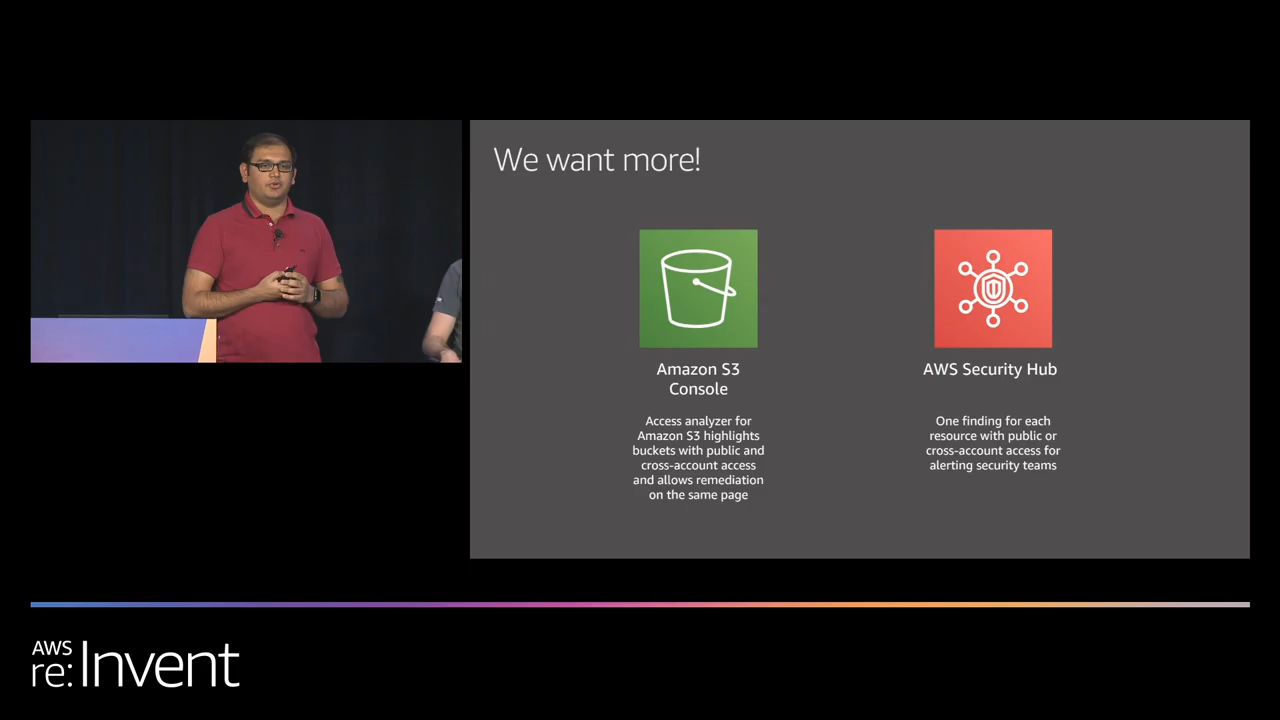 We want more!
Amazon S3
Console
Access analyzer for
Amazon S3 highlights
buckets with public and
cross-account access
and allows remediation
on the same page
AWS Security Hub
One finding for each
resource with public or
cross-account access for
alerting security teams
AWS
re:Invent